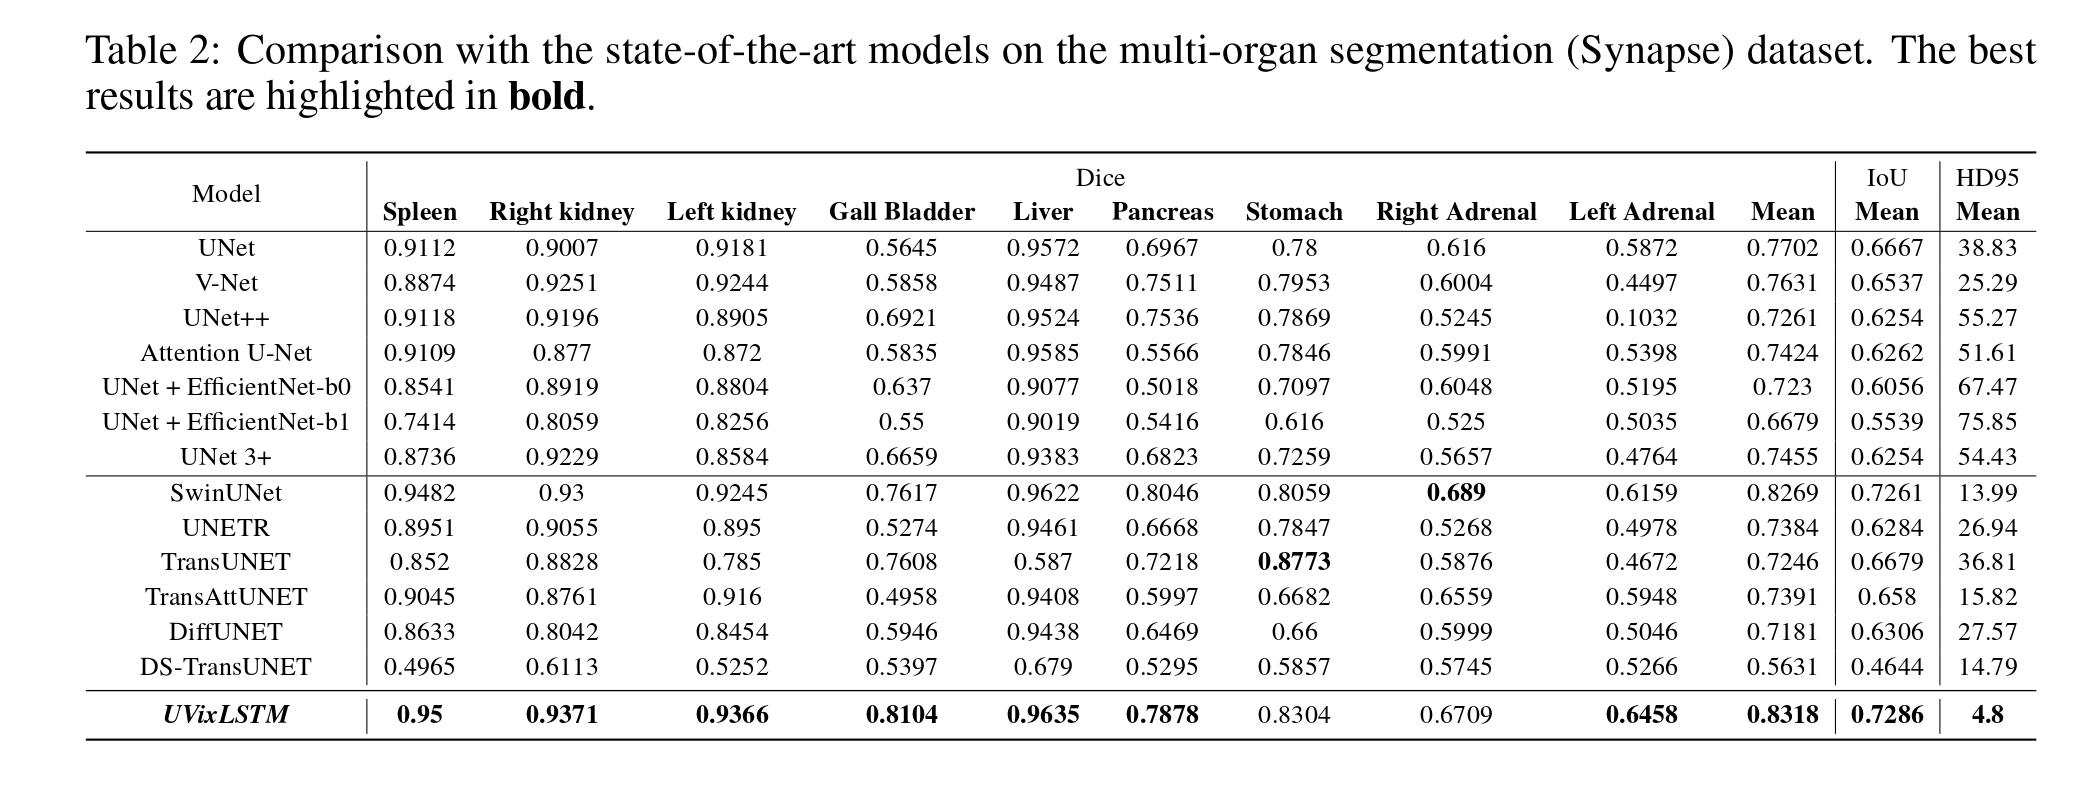 Table 2: Comparison with the state-of-the-art models on the multi-organ segmentation (Synapse) dataset. The best
results are highlighted in bold.
Model Dice IoU HD95
Spleen Right kidney Left kidney Gall Bladder Liver Pancreas Stomach Right Adrenal Left Adrenal Mean Mean Mean
UNet 0.9112 0.9007 0.9181 0.5645 0.9572 0.6967 0.78 0.616 0.5872 0.7702 0.6667 38.83
V-Net 0.8874 0.9251 0.9244 0.5858 0.9487 0.7511 0.7953 0.6004 0.4497 0.7631 0.6537 25.29
UNet++ 0.9118 0.9196 0.8905 0.6921 0.9524 0.7536 0.7869 0.5245 0.1032 0.7261 0.6254 55.27
Attention U-Net 0.9109 0.877 0.872 0.5835 0.9585 0.5566 0.7846 0.5991 0.5398 0.7424 0.6262 51.61
UNet + EfficientNet-b0 0.8541 0.8919 0.8804 0.637 0.9077 0.5018 0.7097 0.6048 0.5195 0.723 0.6056 67.47
UNet + EfficientNet-b1 0.7414 0.8059 0.8256 0.55 0.9019 0.5416 0.616 0.525 0.5035 0.6679 0.5539 75.85
UNet 3+ 0.8736 0.9229 0.8584 0.6659 0.9383 0.6823 0.7259 0.5657 0.4764 0.7455 0.6254 54.43
SwinUNet 0.9482 0.93 0.9245 0.7617 0.9622 0.8046 0.8059 0.689 0.6159 0.8269 0.7261 13.99
UNETR 0.8951 0.9055 0.895 0.5274 0.9461 0.6668 0.7847 0.5268 0.4978 0.7384 0.6284 26.94
TransUNET 0.852 0.8828 0.785 0.7608 0.587 0.7218 0.8773 0.5876 0.4672 0.7246 0.6679 36.81
TransAttUNET 0.9045 0.8761 0.916 0.4958 0.9408 0.5997 0.6682 0.6559 0.5948 0.7391 0.658 15.82
DiffUNET 0.8633 0.8042 0.8454 0.5946 0.9438 0.6469 0.66 0.5999 0.5046 0.7181 0.6306 27.57
DS-TransUNET 0.4965 0.6113 0.5252 0.5397 0.679 0.5295 0.5857 0.5745 0.5266 0.5631 0.4644 14.79
UVixLSTM 0.95 0.9371 0.9366 0.8104 0.9635 0.7878 0.8304 0.6709 0.6458 0.8318 0.7286 4.8